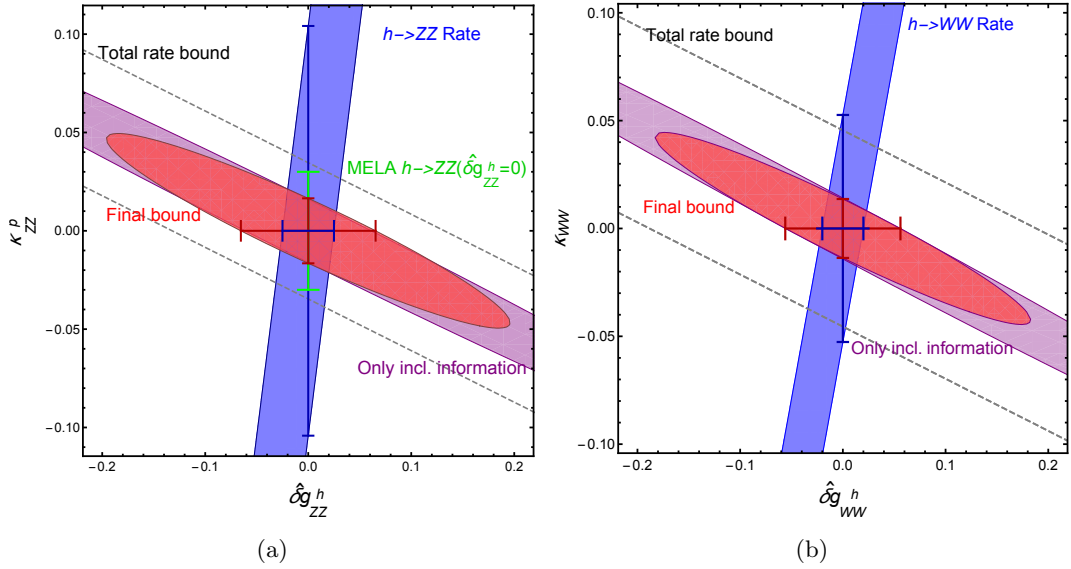 0.10
0.05
0.00
−0.05
−0.10
−0.2
−0.1
0.0
0.1
0.2
κ^p_ZZ
δ̂g^h_ZZ
h->ZZ Rate
Total rate bound
MELA h->ZZ(δ̂g^h_ZZ=0)
Final bound
Only incl. information
(a)
0.10
0.05
0.00
−0.05
−0.10
−0.2
−0.1
0.0
0.1
0.2
κ_WW
δ̂g^h_WW
h->WW Rate
Total rate bound
Final bound
Only incl. information
(b)